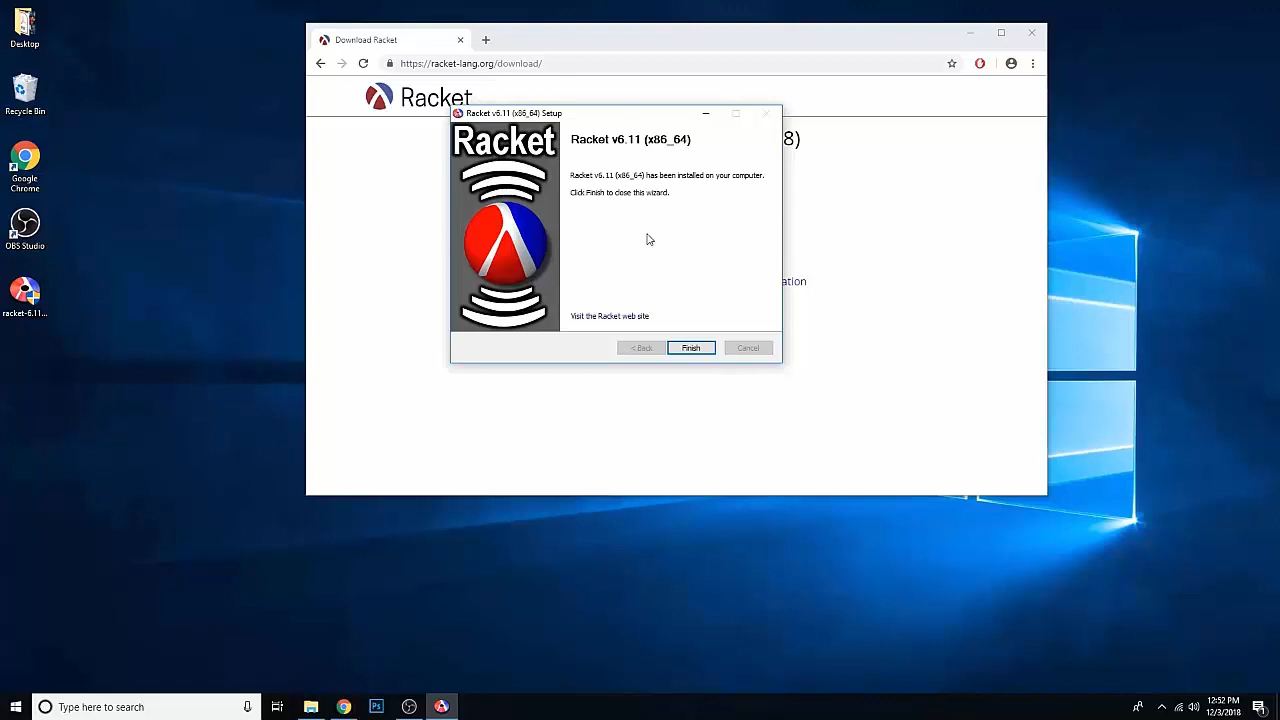 Desktop
Recycle Bin
Google
Chrome
OBS Studio
racket-6.11...
Download Racket
https://racket-lang.org/download/
Racket
8)
ation
Racket v6.11 (x86_64) Setup
Racket
Racket v6.11 (x86_64)
Racket v6.11 (x86_64) has been installed on your computer.
Click Finish to close this wizard.
Visit the Racket web site
< Back
Finish
Cancel
Type here to search
Ps
12:52 PM
12/3/2018
1